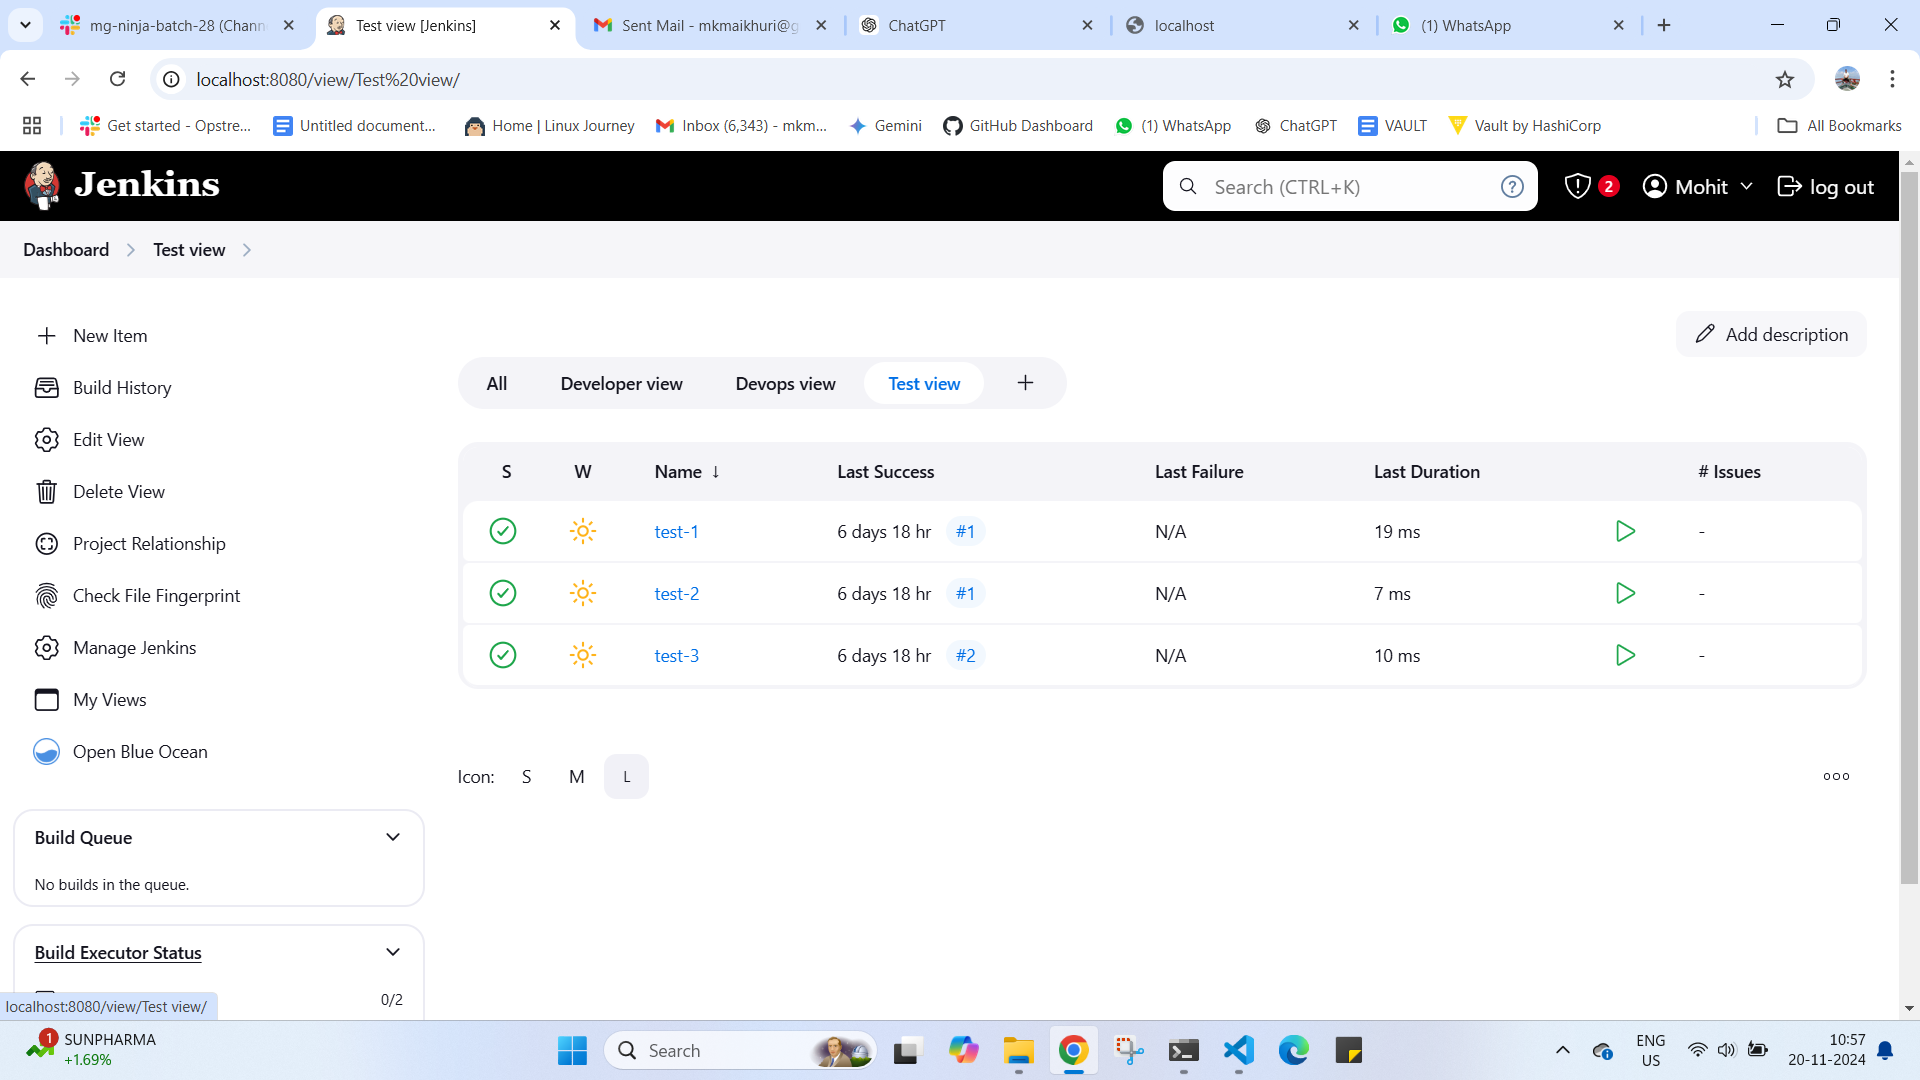 mg-ninja-batch-28 (Chann
Test view [Jenkins]
Sent Mail - mkmaikhuri@g
ChatGPT
localhost
(1) WhatsApp
localhost:8080/view/Test%20view/
Get started - Opstre...
Untitled document...
Home | Linux Journey
Inbox (6,343) - mkm...
Gemini
GitHub Dashboard
(1) WhatsApp
ChatGPT
VAULT
Vault by HashiCorp
All Bookmarks
Jenkins
Search (CTRL+K)
2
Mohit
log out
Dashboard
Test view
New Item
Build History
Edit View
Delete View
Project Relationship
Check File Fingerprint
Manage Jenkins
My Views
Open Blue Ocean
Build Queue
No builds in the queue.
Build Executor Status
0/2
Add description
All
Developer view
Devops view
Test view
S W Name ↓ Last Success Last Failure Last Duration # Issues
test-1 6 days 18 hr #1 N/A 19 ms -
test-2 6 days 18 hr #1 N/A 7 ms -
test-3 6 days 18 hr #2 N/A 10 ms -
Icon: S M L
localhost:8080/view/Test view/
1
SUNPHARMA
+1.69%
Search
ENG
US
10:57
20-11-2024